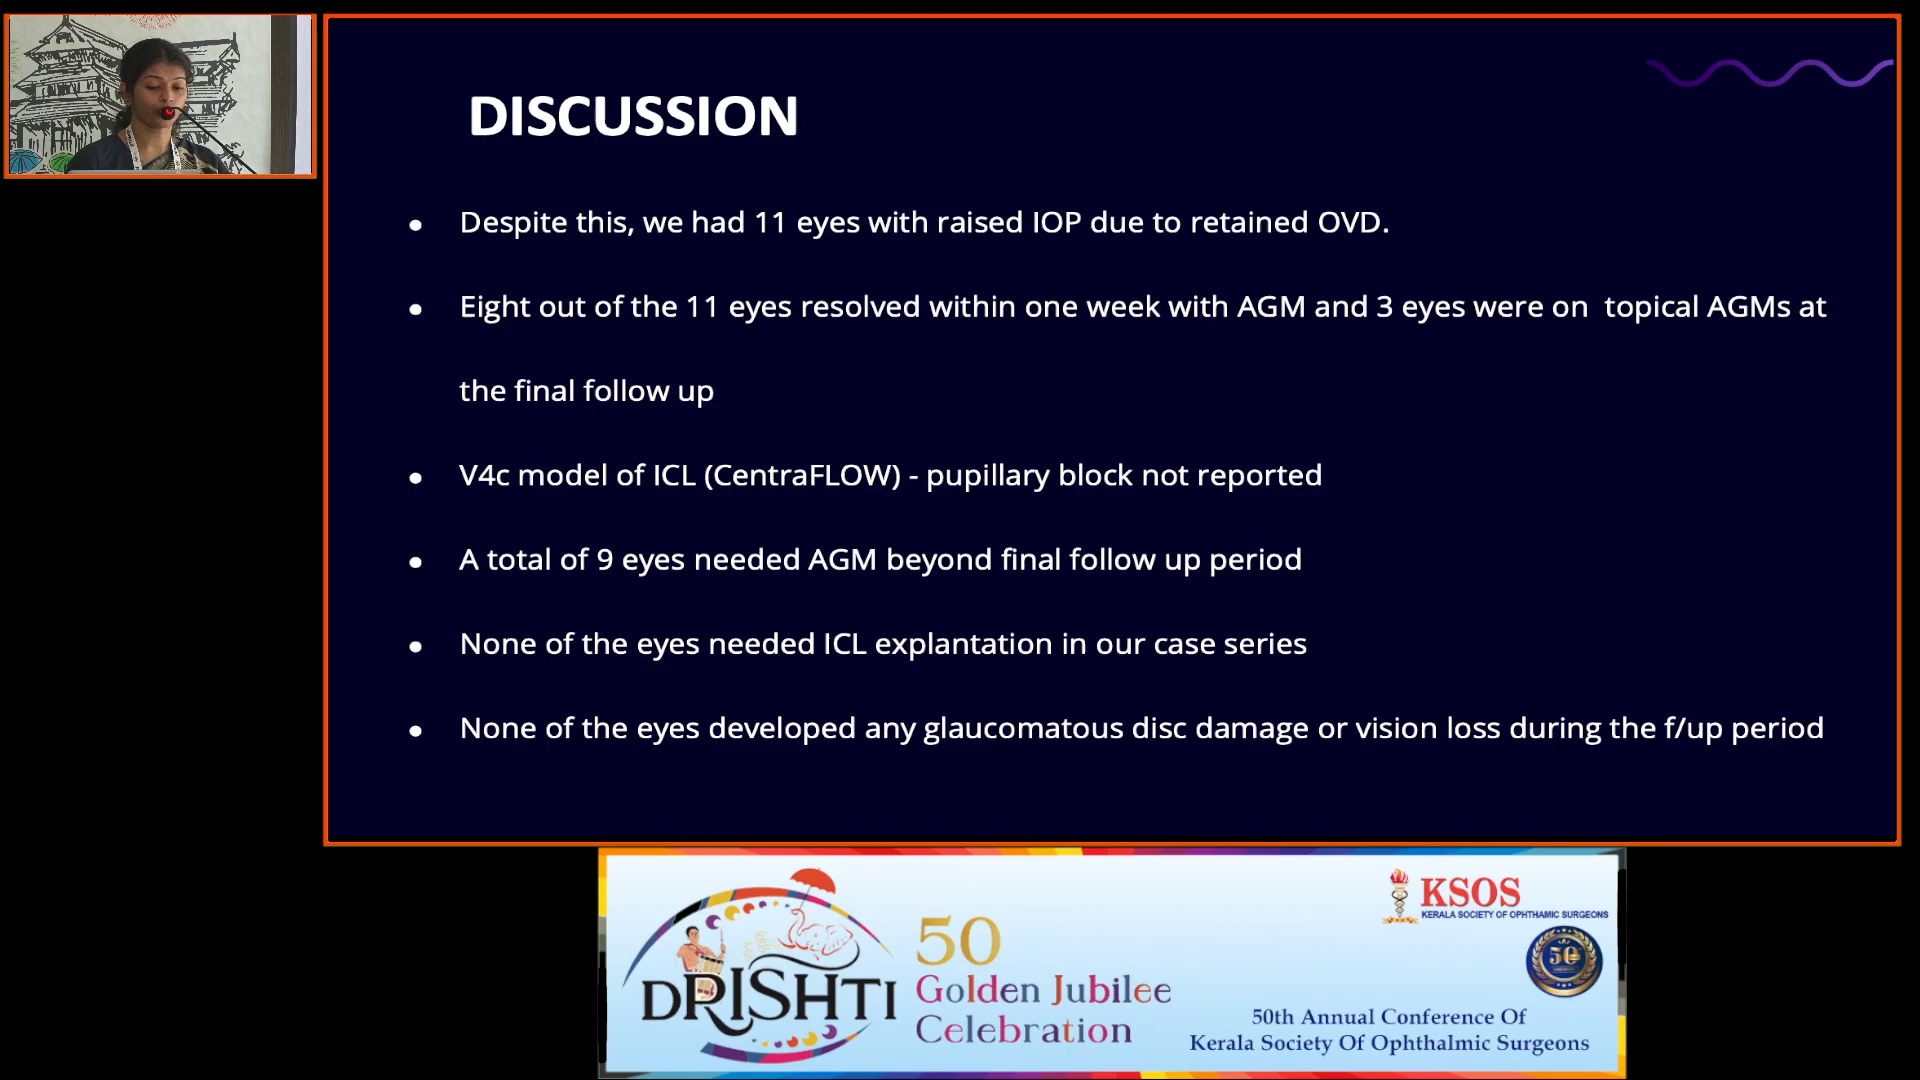 DISCUSSION
• Despite this, we had 11 eyes with raised IOP due to retained OVD.
• Eight out of the 11 eyes resolved within one week with AGM and 3 eyes were on topical AGMs at
the final follow up
• V4c model of ICL (CentraFLOW) - pupillary block not reported
• A total of 9 eyes needed AGM beyond final follow up period
• None of the eyes needed ICL explantation in our case series
• None of the eyes developed any glaucomatous disc damage or vision loss during the f/up period
DRISHTI
50
Golden Jubilee
Celebration
KSOS
KERALA SOCIETY OF OPHTHAMIC SURGEONS
50
50th Annual Conference Of
Kerala Society Of Ophthalmic Surgeons